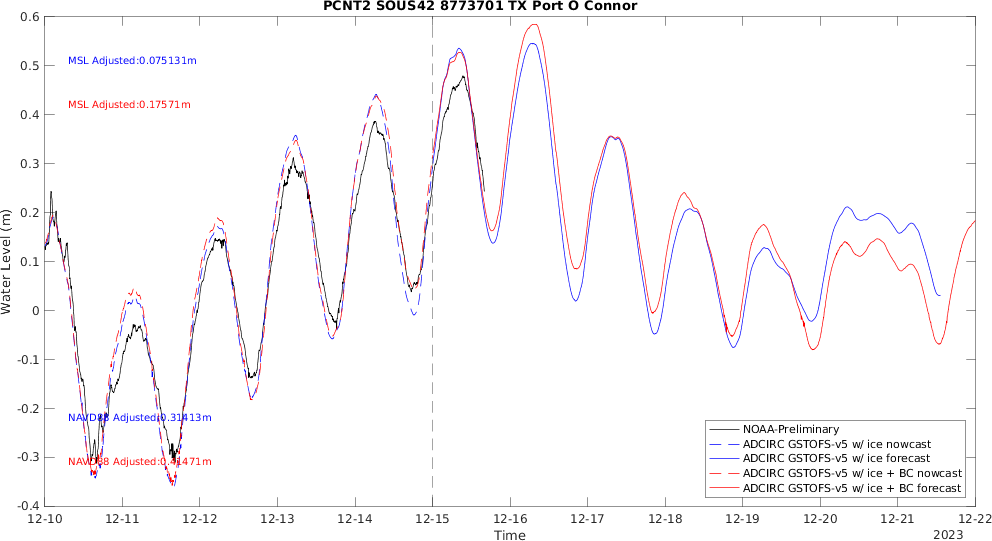 PCNT2 SOUS42 8773701 TX Port O Connor
0.6
0.5
0.4
0.3
0.2
0.1
0
-0.1
-0.2
-0.3
-0.4
Water Level (m)
MSL Adjusted:0.075131m
MSL Adjusted:0.17571m
NAVD88 Adjusted:0.31413m
NAVD88 Adjusted:0.41471m
NOAA-Preliminary
ADCIRC GSTOFS-v5 w/ ice nowcast
ADCIRC GSTOFS-v5 w/ ice forecast
ADCIRC GSTOFS-v5 w/ ice + BC nowcast
ADCIRC GSTOFS-v5 w/ ice + BC forecast
12-10 12-11 12-12 12-13 12-14 12-15 12-16 12-17 12-18 12-19 12-20 12-21 12-22
Time
2023